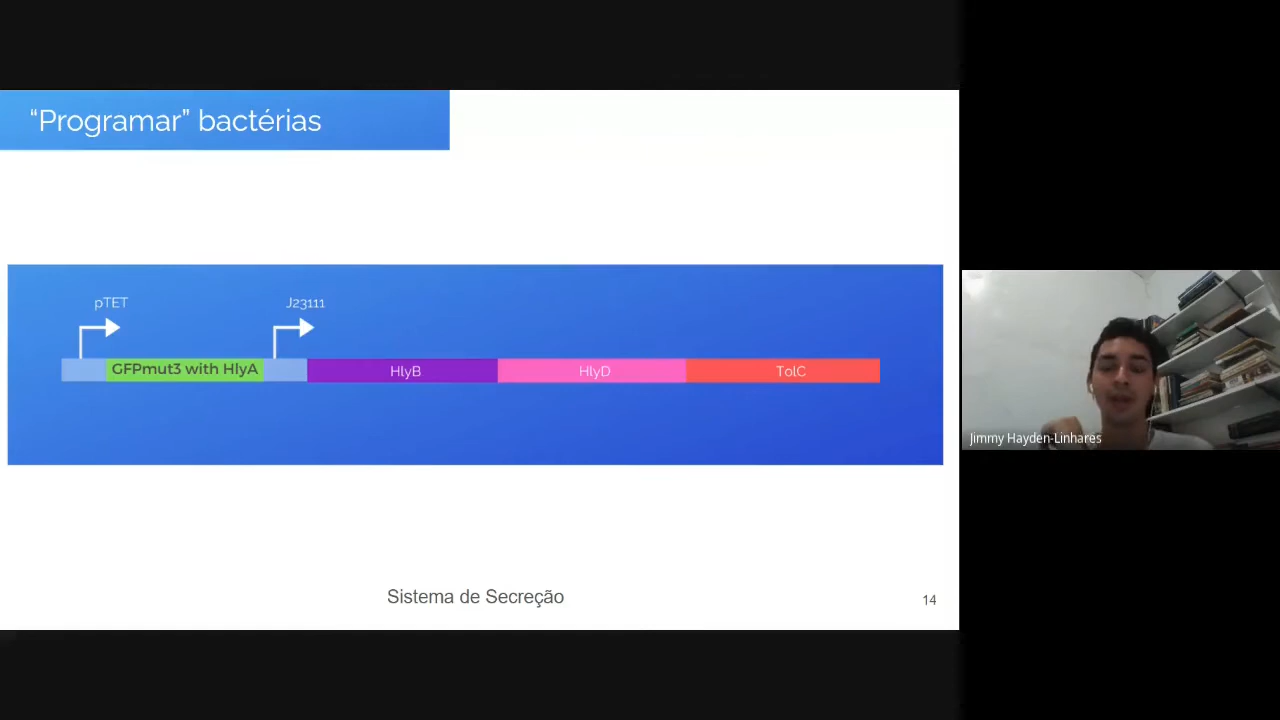 “Programar” bactérias
pTET
J23111
GFPmut3 with HlyA
HlyB
HlyD
TolC
Sistema de Secreção
14
Jimmy Hayden-Linhares